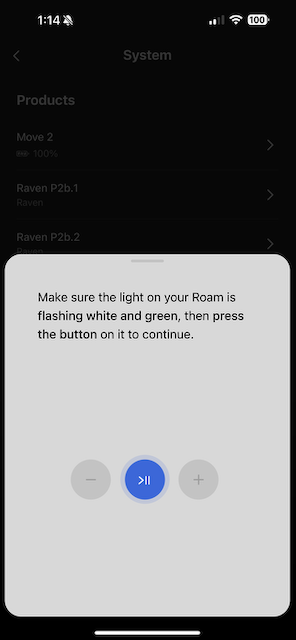 1:14
100
System
Products
Move 2
100%
Raven P2b.1
Raven
Raven P2b.2
Raven
Make sure the light on your Roam is
flashing white and green, then press
the button on it to continue.